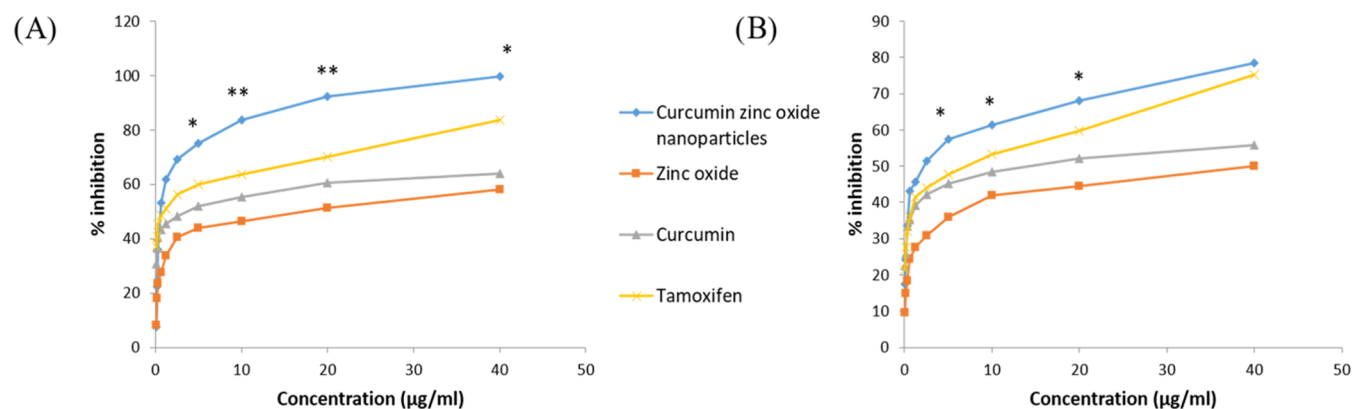 (A)
% inhibition
120
100
80
60
40
20
0
0 10 20 30 40 50
Concentration (µg/ml)
*
**
**
*
Curcumin zinc oxide
nanoparticles
Zinc oxide
Curcumin
Tamoxifen
(B)
% inhibition
90
80
70
60
50
40
30
20
10
0
0 10 20 30 40 50
Concentration (µg/ml)
*
*
*